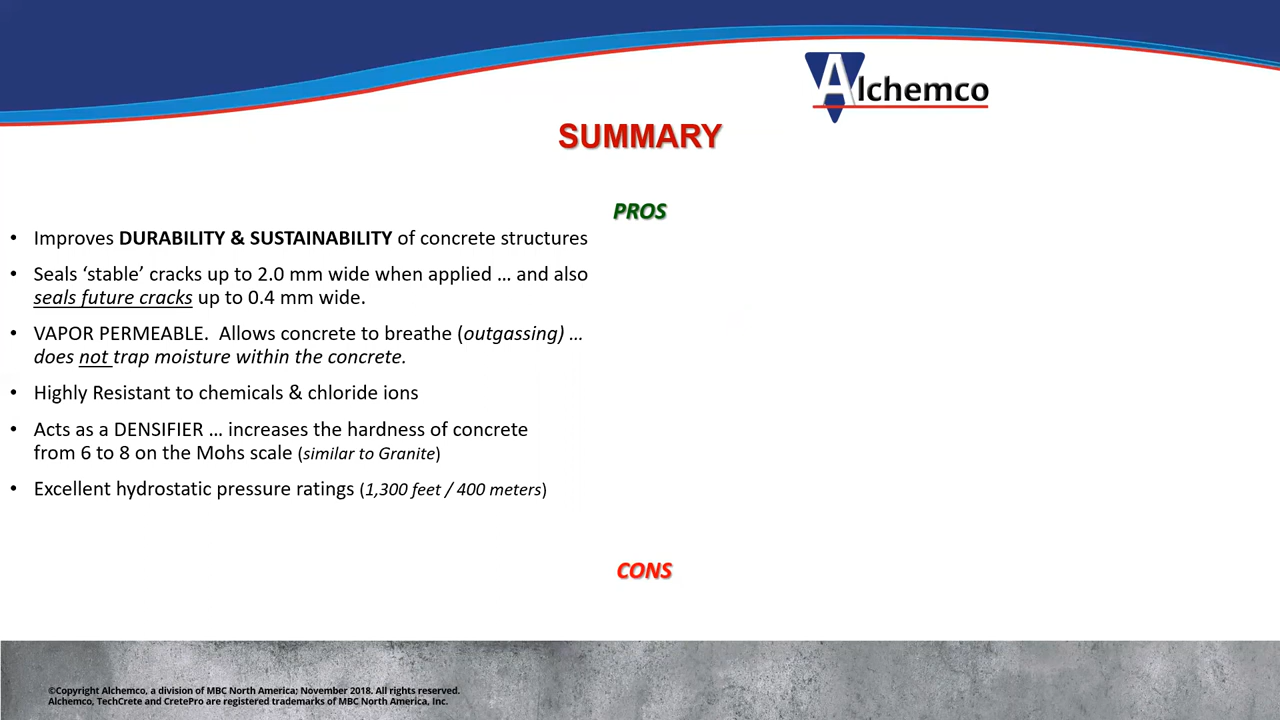 Alchemco
SUMMARY
PROS
• Improves DURABILITY & SUSTAINABILITY of concrete structures
• Seals ‘stable’ cracks up to 2.0 mm wide when applied … and also
seals future cracks up to 0.4 mm wide.
• VAPOR PERMEABLE.  Allows concrete to breathe (outgassing) …
does not trap moisture within the concrete.
• Highly Resistant to chemicals & chloride ions
• Acts as a DENSIFIER … increases the hardness of concrete
from 6 to 8 on the Mohs scale (similar to Granite)
• Excellent hydrostatic pressure ratings (1,300 feet / 400 meters)
CONS
©Copyright Alchemco, a division of MBC North America; November 2018. All rights reserved.
Alchemco, TechCrete and CretePro are registered trademarks of MBC North America, Inc.